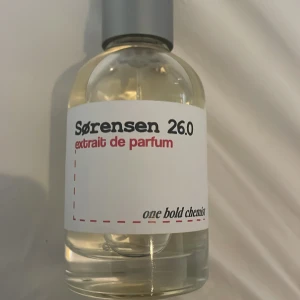 Sørensen 26.0
extrait de parfum
one bold chemist